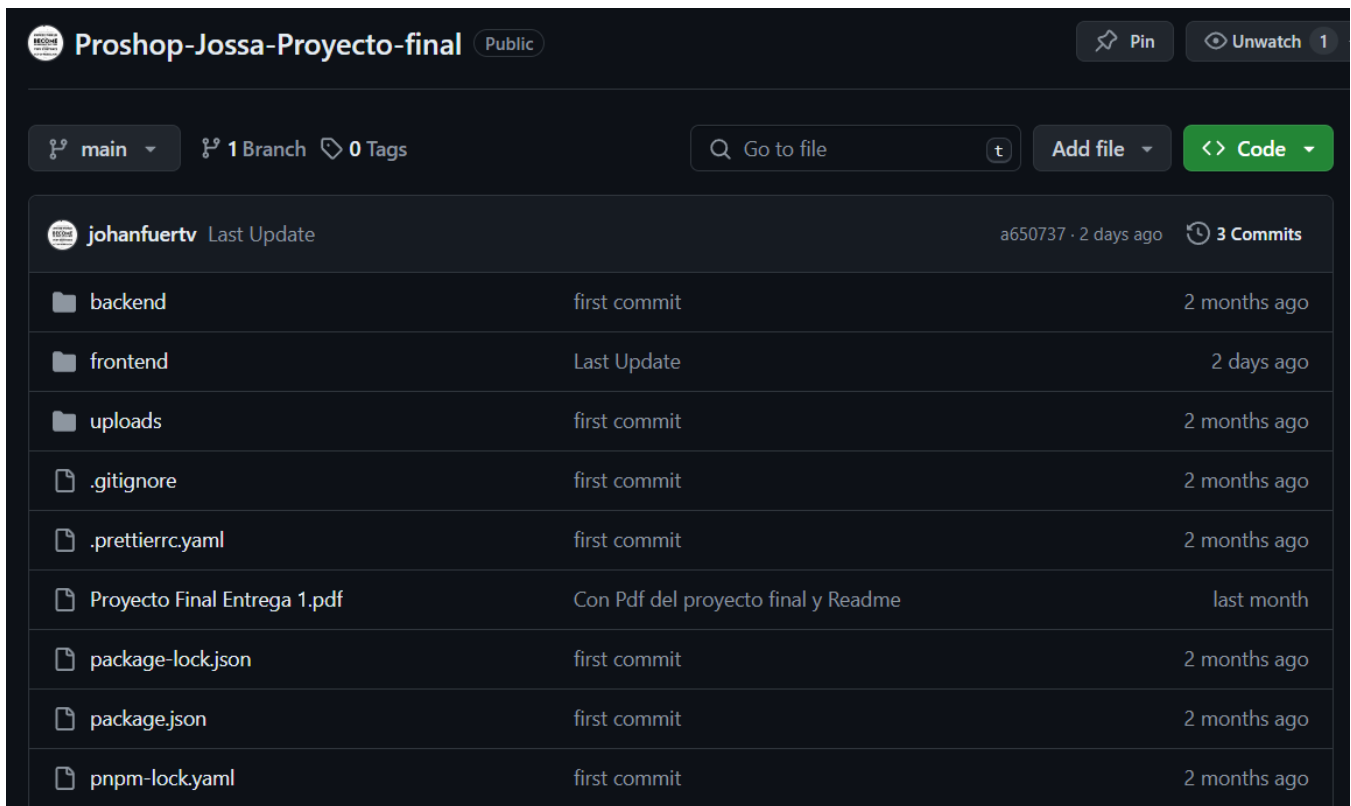 Proshop-Jossa-Proyecto-final Public Pin Unwatch 1
main 1 Branch 0 Tags Go to file t Add file Code
johanfuertv Last Update a650737 · 2 days ago 3 Commits
backend first commit 2 months ago
frontend Last Update 2 days ago
uploads first commit 2 months ago
.gitignore first commit 2 months ago
.prettierrc.yaml first commit 2 months ago
Proyecto Final Entrega 1.pdf Con Pdf del proyecto final y Readme last month
package-lock.json first commit 2 months ago
package.json first commit 2 months ago
pnpm-lock.yaml first commit 2 months ago